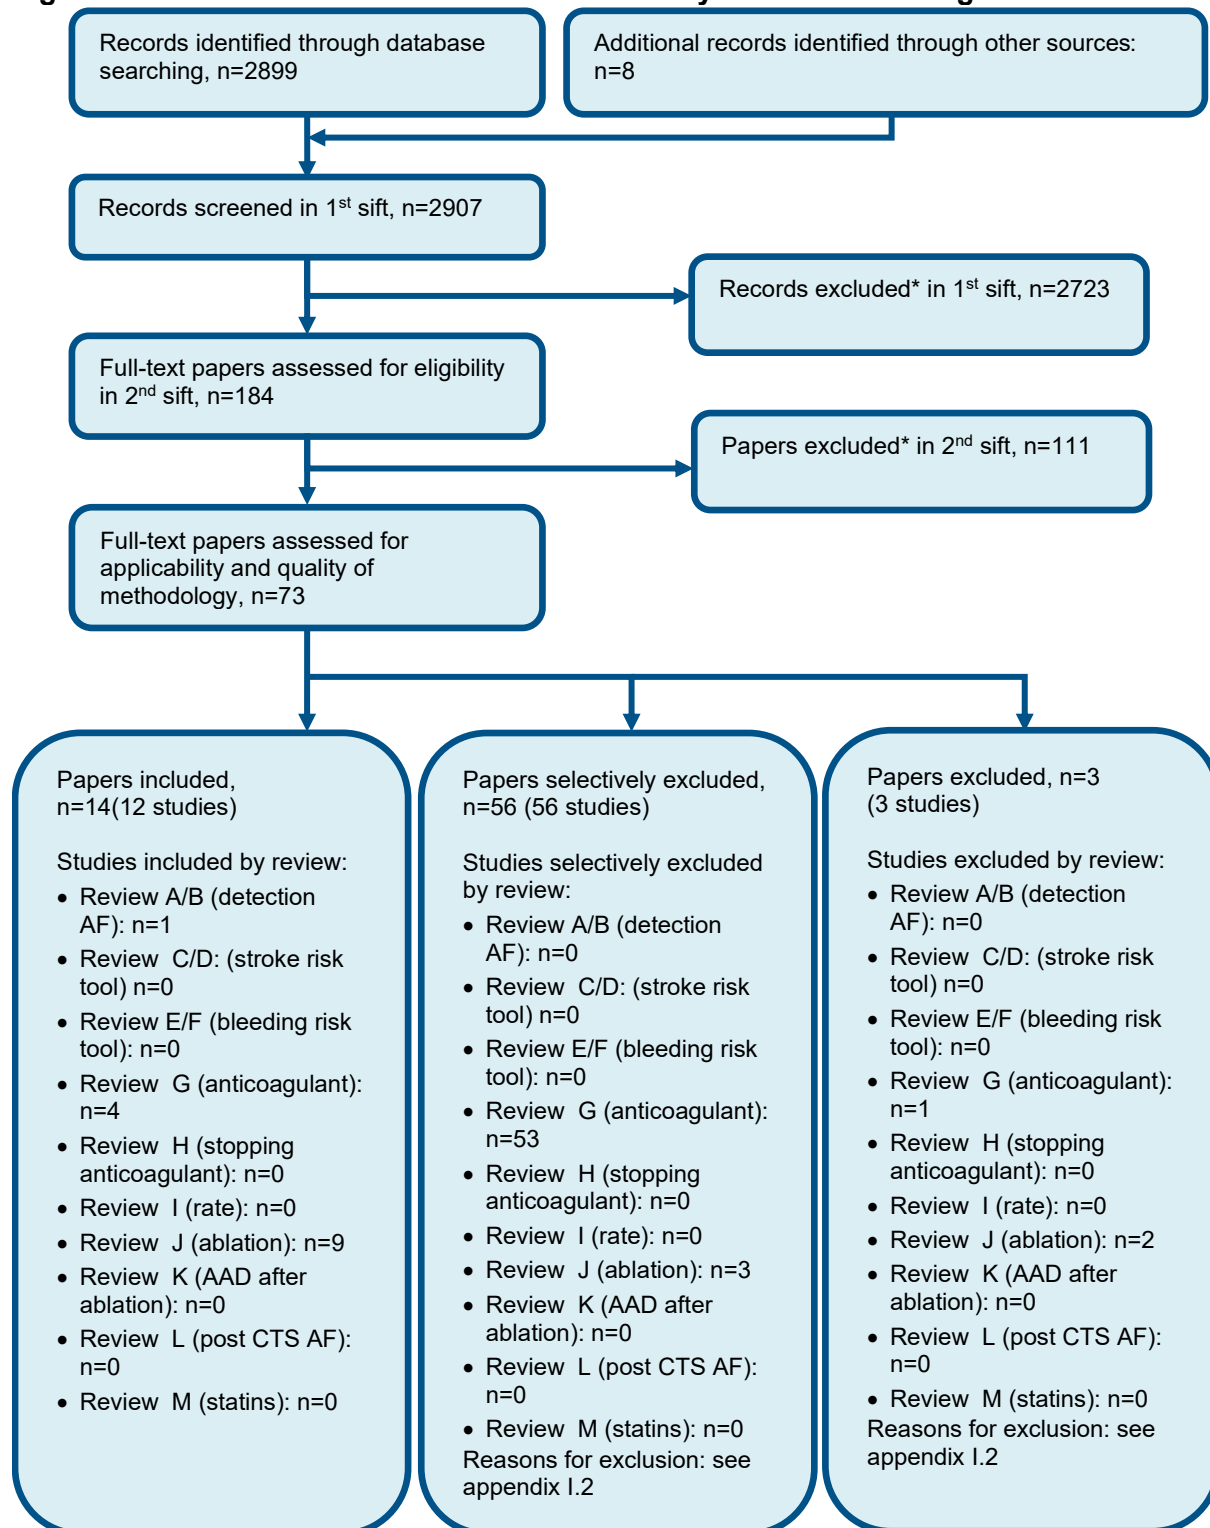 Records identified through database
searching, n=2899
Additional records identified through other sources:
n=8
Records screened in 1st sift, n=2907
Records excluded* in 1st sift, n=2723
Full-text papers assessed for eligibility
in 2nd sift, n=184
Papers excluded* in 2nd sift, n=111
Full-text papers assessed for
applicability and quality of
methodology, n=73
Papers included,
n=14(12 studies)
Studies included by review:
• Review A/B (detection
AF): n=1
• Review  C/D: (stroke risk
tool) n=0
• Review E/F (bleeding risk
tool): n=0
• Review  G (anticoagulant):
n=4
• Review  H (stopping
anticoagulant): n=0
• Review  I (rate): n=0
• Review  J (ablation): n=9
• Review  K (AAD after
ablation): n=0
• Review  L (post CTS AF):
n=0
• Review  M (statins): n=0
Papers selectively excluded,
n=56 (56 studies)
Studies selectively excluded
by review:
• Review A/B (detection
AF): n=0
• Review  C/D: (stroke risk
tool) n=0
• Review E/F (bleeding risk
tool): n=0
• Review  G (anticoagulant):
n=53
• Review  H (stopping
anticoagulant): n=0
• Review  I (rate): n=0
• Review  J (ablation): n=3
• Review  K (AAD after
ablation): n=0
• Review  L (post CTS AF):
n=0
• Review  M (statins): n=0
Reasons for exclusion: see
appendix I.2
Papers excluded, n=3
(3 studies)
Studies excluded by review:
• Review A/B (detection
AF): n=0
• Review  C/D: (stroke risk
tool) n=0
• Review E/F (bleeding risk
tool): n=0
• Review  G (anticoagulant):
n=1
• Review  H (stopping
anticoagulant): n=0
• Review  I (rate): n=0
• Review  J (ablation): n=2
• Review  K (AAD after
ablation): n=0
• Review  L (post CTS AF):
n=0
• Review  M (statins): n=0
Reasons for exclusion: see
appendix I.2